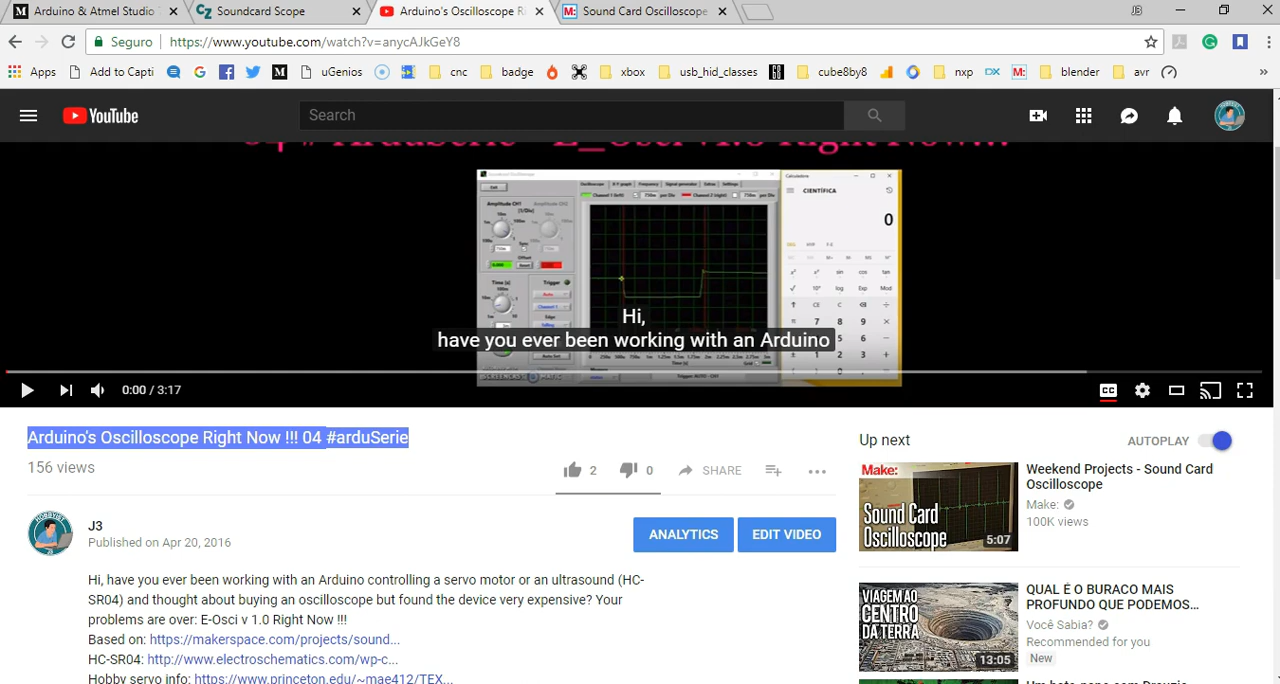 Arduino & Atmel Studio
Soundcard Scope
Arduino's Oscilloscope Ri
Sound Card Oscilloscope
Seguro
https://www.youtube.com/watch?v=anycAJkGeY8
Apps
Add to Capti
uGenios
cnc
badge
xbox
usb_hid_classes
cube8by8
nxp
DX
M:
blender
avr
»
YouTube
Search
Right Now...
Calculadora
CIENTÍFICA
0
Hi,
have you ever been working with an Arduino
0:00 / 3:17
CC
Arduino's Oscilloscope Right Now !!! 04 #arduSerie
156 views
2
0
SHARE
Up next
AUTOPLAY
J3
Published on Apr 20, 2016
ANALYTICS
EDIT VIDEO
Hi, have you ever been working with an Arduino controlling a servo motor or an ultrasound (HC-
SR04) and thought about buying an oscilloscope but found the device very expensive? Your
problems are over: E-Osci v 1.0 Right Now !!!
Based on: https://makerspace.com/projects/sound...
HC-SR04: http://www.electroschematics.com/wp-c...
Hobby servo info: https://www.princeton.edu/~mae412/TEX...
Make:
Sound Card
Oscilloscope
5:07
Weekend Projects - Sound Card
Oscilloscope
Make:
100K views
VIAGEM AO
CENTRO
DA TERRA
13:05
QUAL É O BURACO MAIS
PROFUNDO QUE PODEMOS...
Você Sabia?
Recommended for you
New